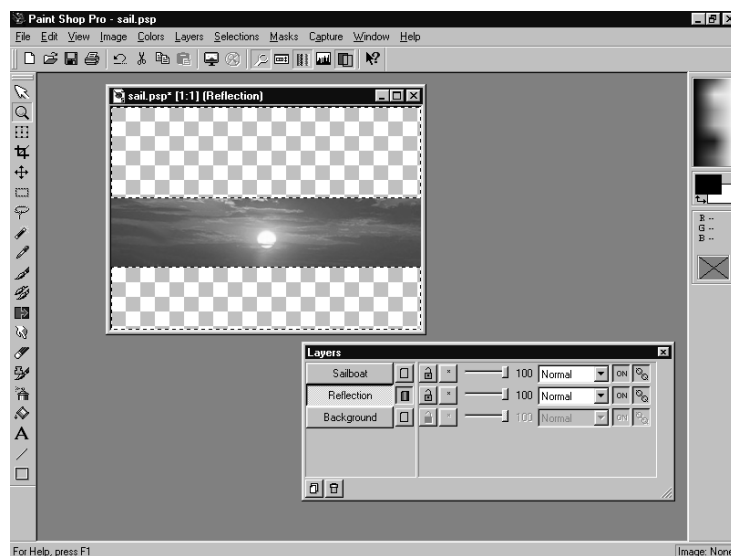 Paint Shop Pro - sail.psp
File Edit View Image Colors Layers Selections Masks Capture Window Help
sail.psp* [1:1] (Reflection)
R --
G --
B --
Layers
Sailboat 100 Normal ON
Reflection 100 Normal ON
Background 100 Normal ON
A
For Help, press F1
Image: None